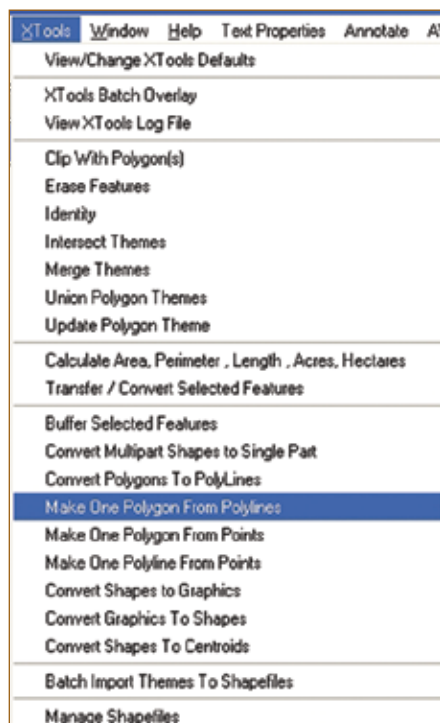 XTools Window Help Text Properties Annotate
View/Change XTools Defaults
XTools Batch Overlay
View XTools Log File
Clip With Polygon(s)
Erase Features
Identity
Intersect Themes
Merge Themes
Union Polygon Themes
Update Polygon Theme
Calculate Area, Perimeter , Length , Acres, Hectares
Transfer / Convert Selected Features
Buffer Selected Features
Convert Multipart Shapes to Single Part
Convert Polygons To PolyLines
Make One Polygon From Polylines
Make One Polygon From Points
Make One Polyline From Points
Convert Shapes to Graphics
Convert Graphics To Shapes
Convert Shapes To Centroids
Batch Import Themes To Shapefiles
Manage Shapefiles